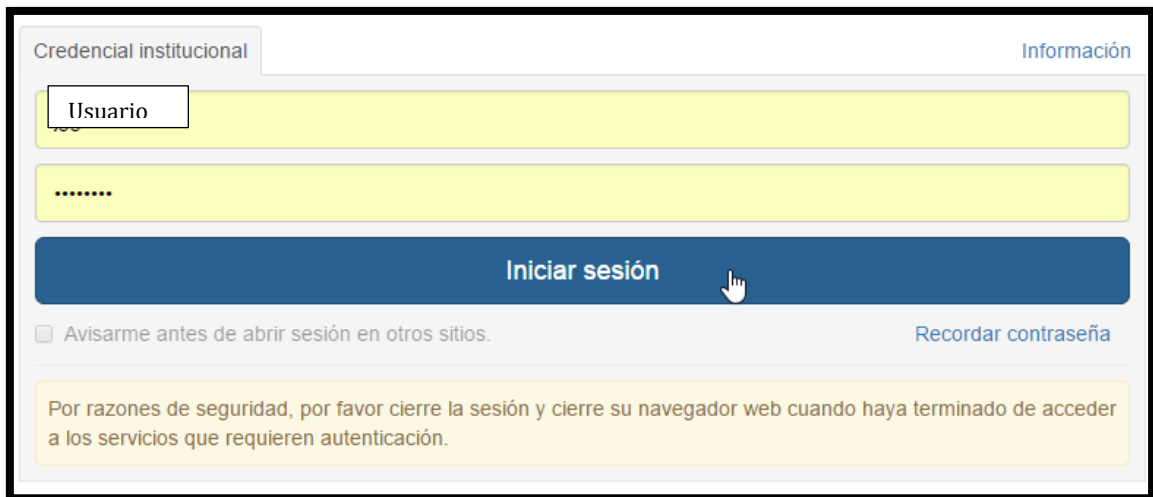 Credencial institucional
Información
Usuario
••••••••
Iniciar sesión
Avisarme antes de abrir sesión en otros sitios.
Recordar contraseña
Por razones de seguridad, por favor cierre la sesión y cierre su navegador web cuando haya terminado de acceder
a los servicios que requieren autenticación.